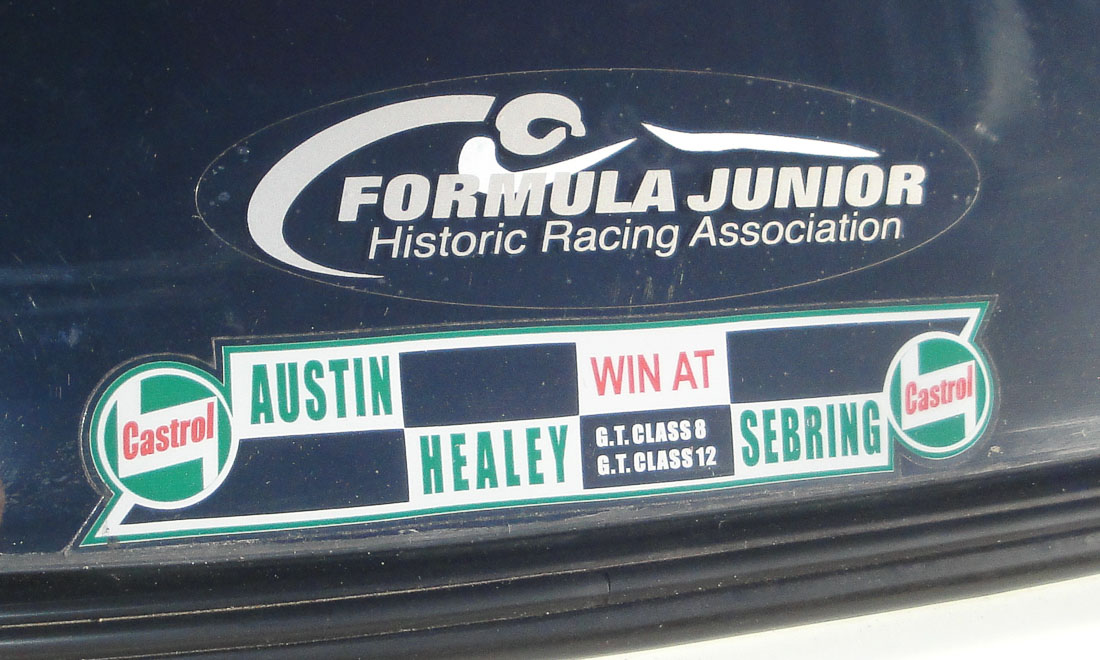 FORMULA JUNIOR
Historic Racing Association
Castrol
AUSTIN
HEALEY
WIN AT
G.T. CLASS 8
G.T. CLASS 12
SEBRING
Castrol